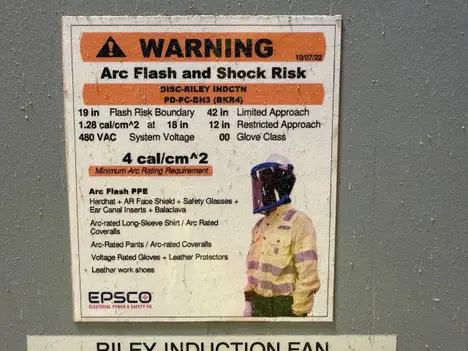 WARNING
10/07/22
Arc Flash and Shock Risk
DISC-RILEY INDCTN
PD-PC-BH3 (BKR4)
19 in Flash Risk Boundary 42 in Limited Approach
1.28 cal/cm^2 at 18 in 12 in Restricted Approach
480 VAC System Voltage 00 Glove Class
4 cal/cm^2
Minimum Arc Rating Requirement
Arc Flash PPE
Hardhat + AR Face Shield + Safety Glasses +
Ear Canal Inserts + Balaclava
Arc-rated Long-Sleeve Shirt / Arc Rated
Coveralls
Arc-Rated Pants / Arc-rated Coveralls
Voltage Rated Gloves + Leather Protectors
Leather work shoes
EPSCO
ELECTRICAL POWER & SAFETY CO.
RILEY INDUCTION FAN